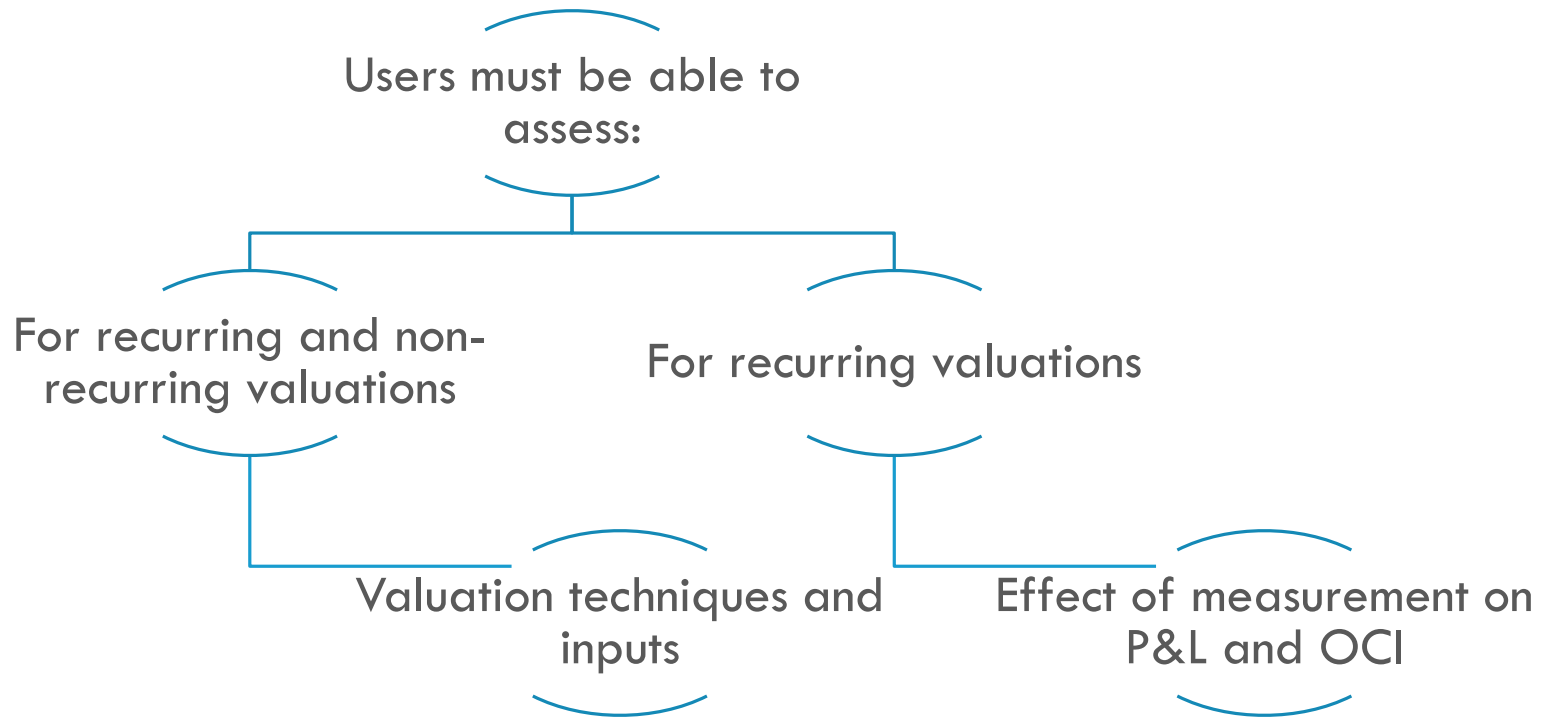 Users must be able to
assess:
For recurring and non-
recurring valuations
For recurring valuations
Valuation techniques and
inputs
Effect of measurement on
P&L and OCI